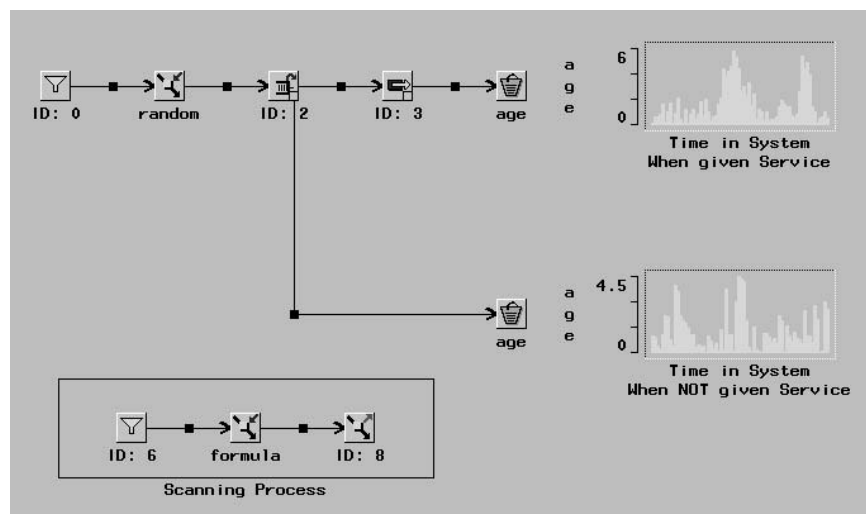 a
g
e
6
0
ID: 0
random
ID: 2
ID: 3
age
Time in System
When given Service
a
g
e
4.5
0
age
Time in System
When NOT given Service
ID: 6
formula
ID: 8
Scanning Process